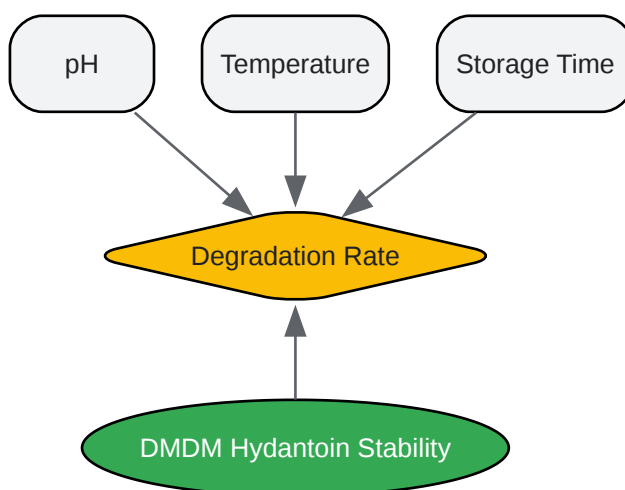 pH
Temperature
Storage Time
Degradation Rate
DMDM Hydantoin Stability